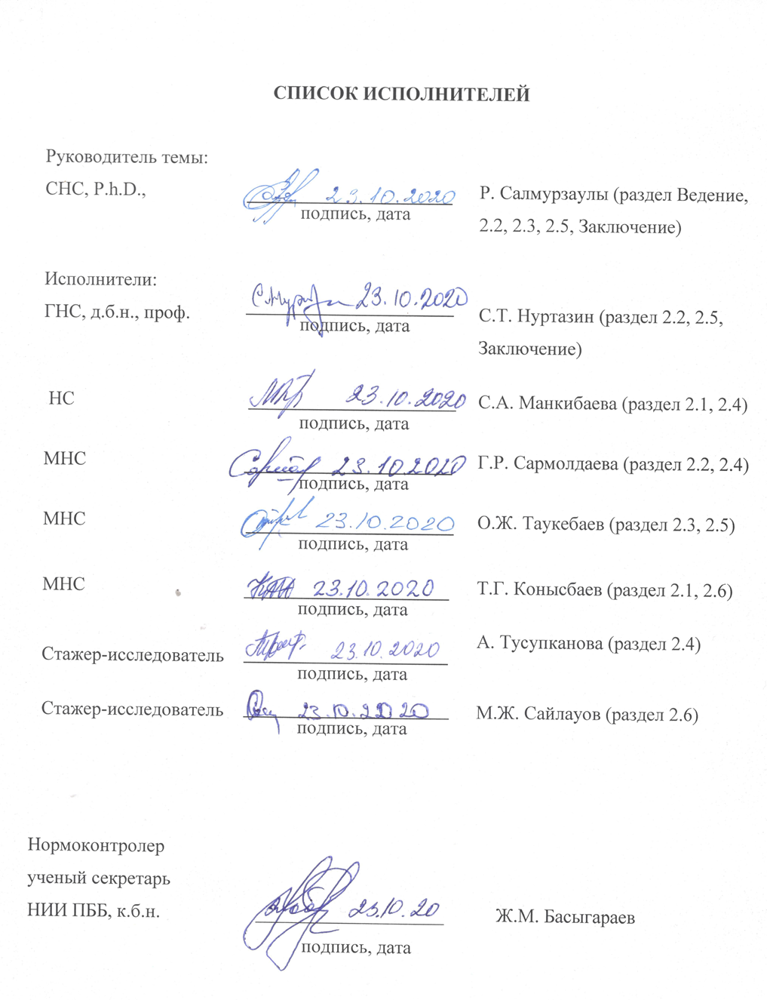 СПИСОК ИСПОЛНИТЕЛЕЙ
Руководитель темы:
СНС, P.h.D.,
23.10.2020
подпись, дата
Р. Салмурзаулы (раздел Ведение,
2.2, 2.3, 2.5, Заключение)
Исполнители:
ГНС, д.б.н., проф.
23.10.2020
подпись, дата
С.Т. Нуртазин (раздел 2.2, 2.5,
Заключение)
НС
23.10.2020
подпись, дата
С.А. Манкибаева (раздел 2.1, 2.4)
МНС
23.10.2020
подпись, дата
Г.Р. Сармолдаева (раздел 2.2, 2.4)
МНС
23.10.2020
подпись, дата
О.Ж. Таукебаев (раздел 2.3, 2.5)
МНС
23.10.2020
подпись, дата
Т.Г. Конысбаев (раздел 2.1, 2.6)
Стажер-исследователь
23.10.2020
подпись, дата
А. Тусупканова (раздел 2.4)
Стажер-исследователь
23.10.2020
подпись, дата
М.Ж. Сайлауов (раздел 2.6)
Нормоконтролер
ученый секретарь
НИИ ПББ, к.б.н.
23.10.20
подпись, дата
Ж.М. Басыгараев